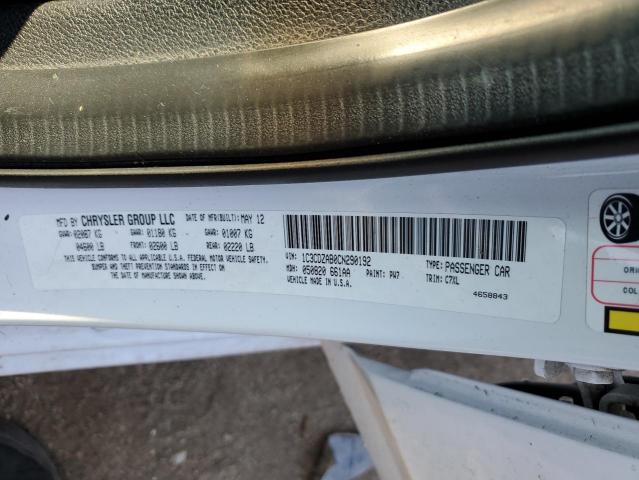 MFD BY CHRYSLER GROUP LLC DATE OF MFR(BUILT): MAY 12
GVWR: 02087 KG GAWR: 01180 KG GAWR: 01007 KG
04600 LB FRONT: 02600 LB REAR: 02220 LB
THIS VEHICLE CONFORMS TO ALL APPLICABLE U.S.A. FEDERAL MOTOR VEHICLE SAFETY,
BUMPER AND THEFT PREVENTION STANDARDS IN EFFECT ON
THE DATE OF MANUFACTURE SHOWN ABOVE.
VIN: 1C3CDZAB0CN290192 TYPE: PASSENGER CAR
MDH: 050820 661AA PAINT: PW7 TRIM: C7XL
VEHICLE MADE IN U.S.A. 4658843